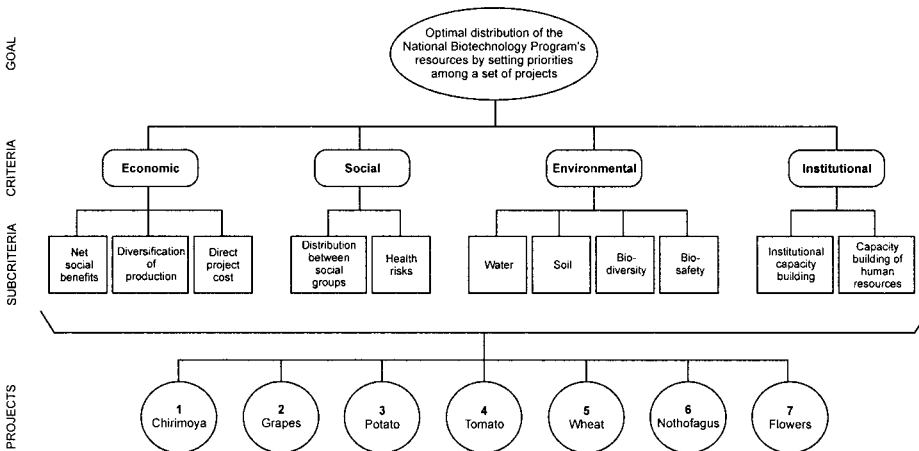 GOAL
Optimal distribution of the
National Biotechnology Program's
resources by setting priorities
among a set of projects
CRITERIA
Economic
Social
Environmental
Institutional
SUBCRITERIA
Net
social
benefits
Diversification
of
production
Direct
project
cost
Distribution
between
social
groups
Health
risks
Water
Soil
Bio-
diversity
Bio-
safety
Institutional
capacity
building
Capacity
building of
human
resources
PROJECTS
1
Chirimoya
2
Grapes
3
Potato
4
Tomato
5
Wheat
6
Nothofagus
7
Flowers